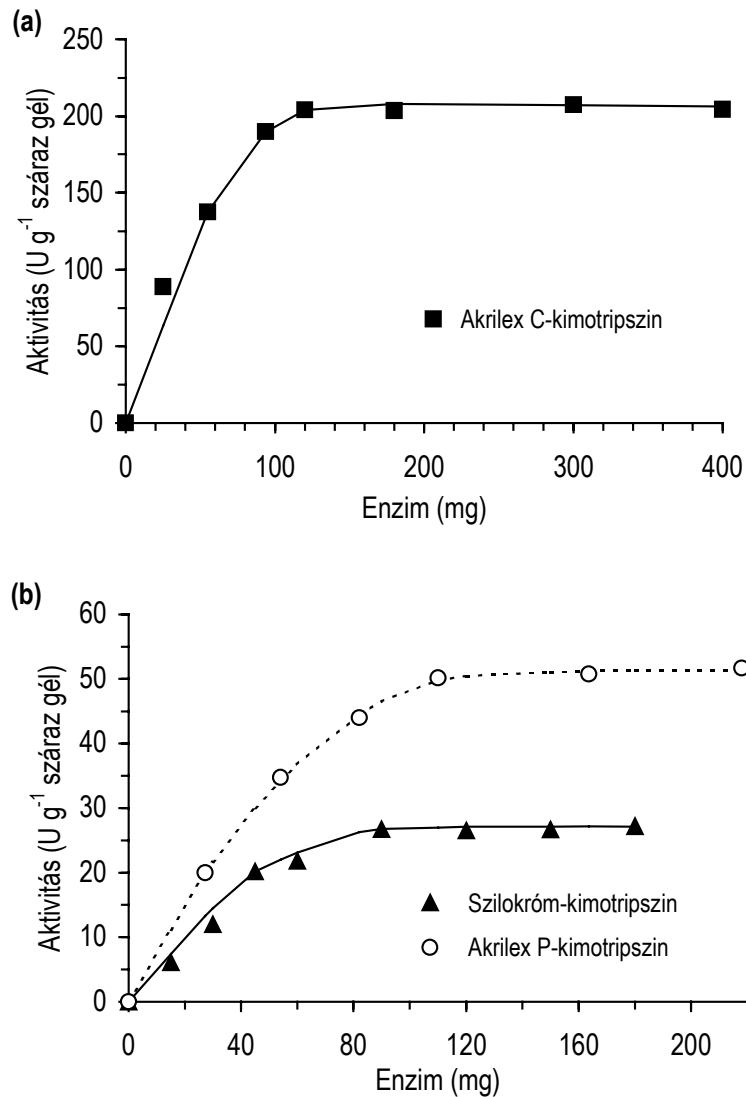 (a)
250
200
150
100
50
0
Aktivitás (U g⁻¹ száraz gél)
Akrilex C-kimotripszin
0 100 200 300 400
Enzim (mg)
(b)
60
50
40
30
20
10
0
Aktivitás (U g⁻¹ száraz gél)
Szilokróm-kimotripszin
Akrilex P-kimotripszin
0 40 80 120 160 200
Enzim (mg)